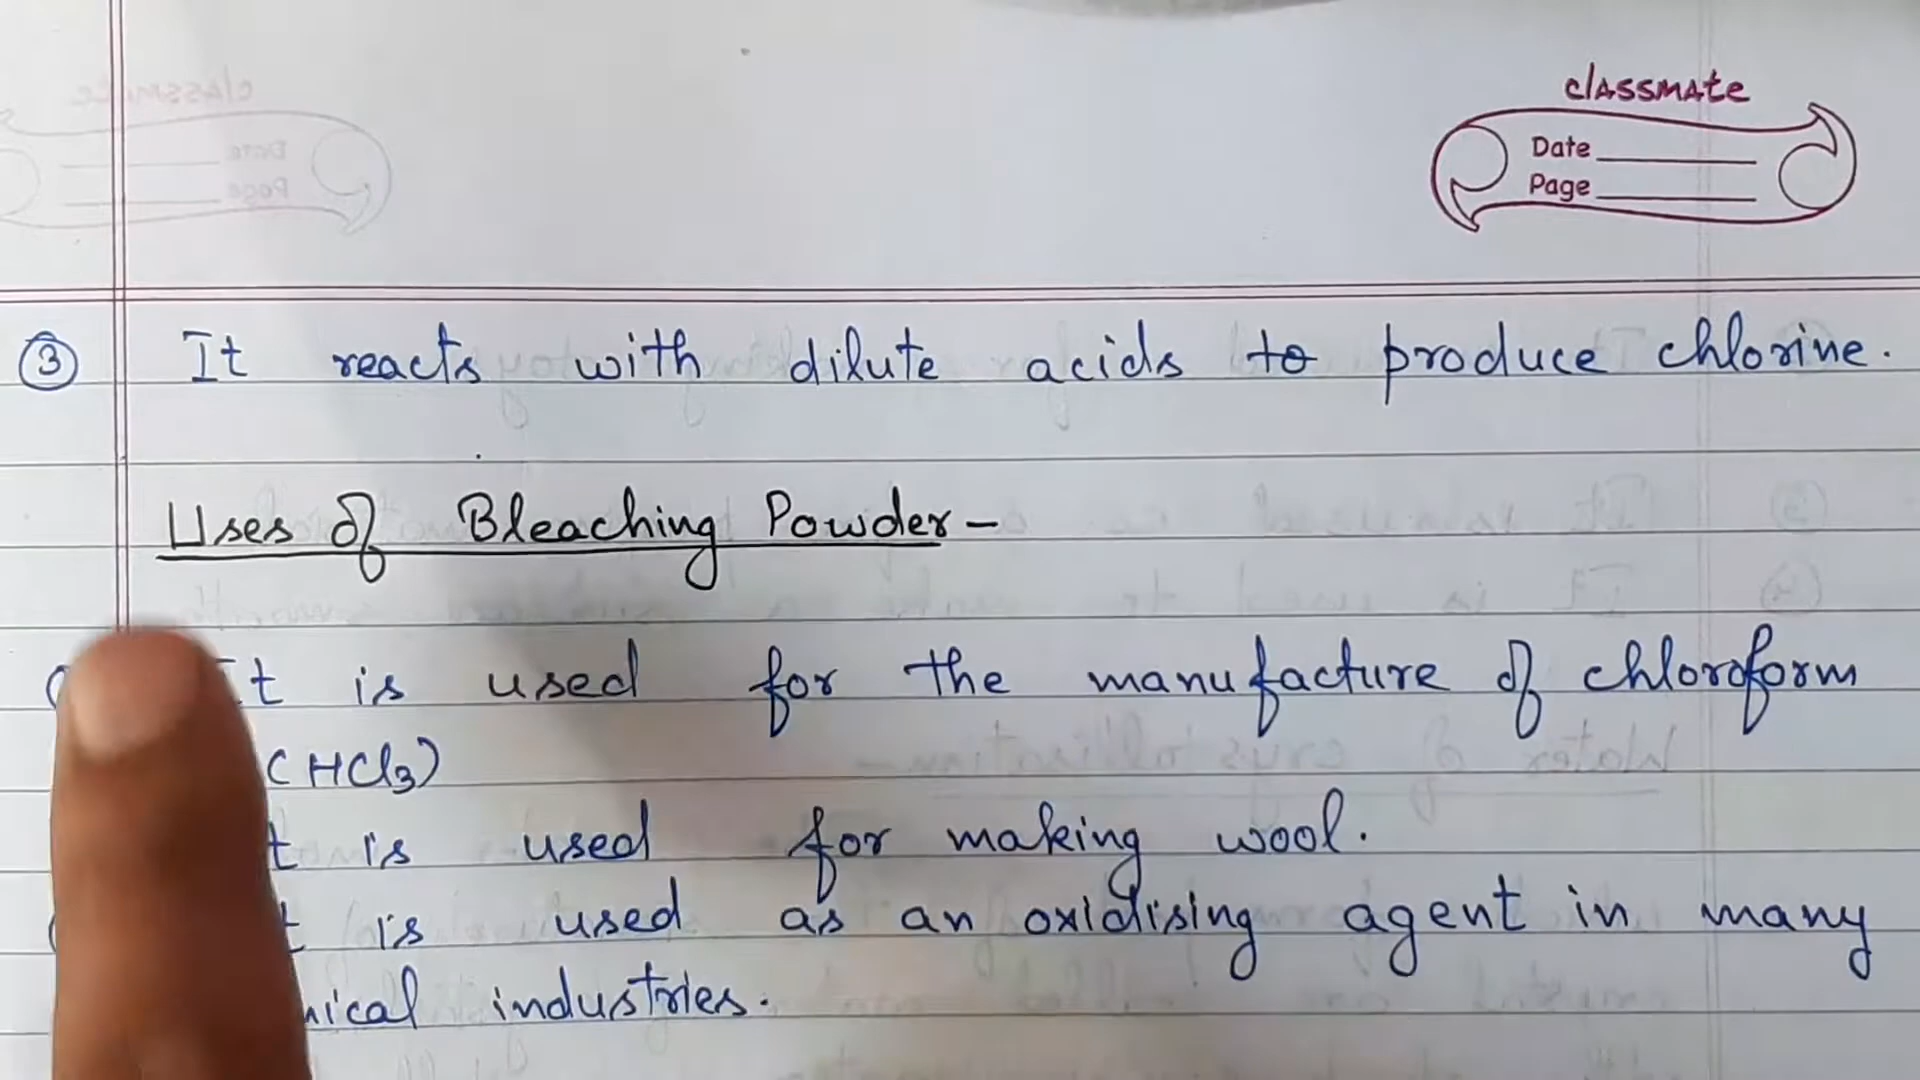 classmate
Date
Page
③ It reacts with dilute acids to produce chlorine.
Uses of Bleaching Powder -
It is used for the manufacture of chloroform
CHCl₃)
t is used for making wool.
t is used as an oxidising agent in many
mical industries.